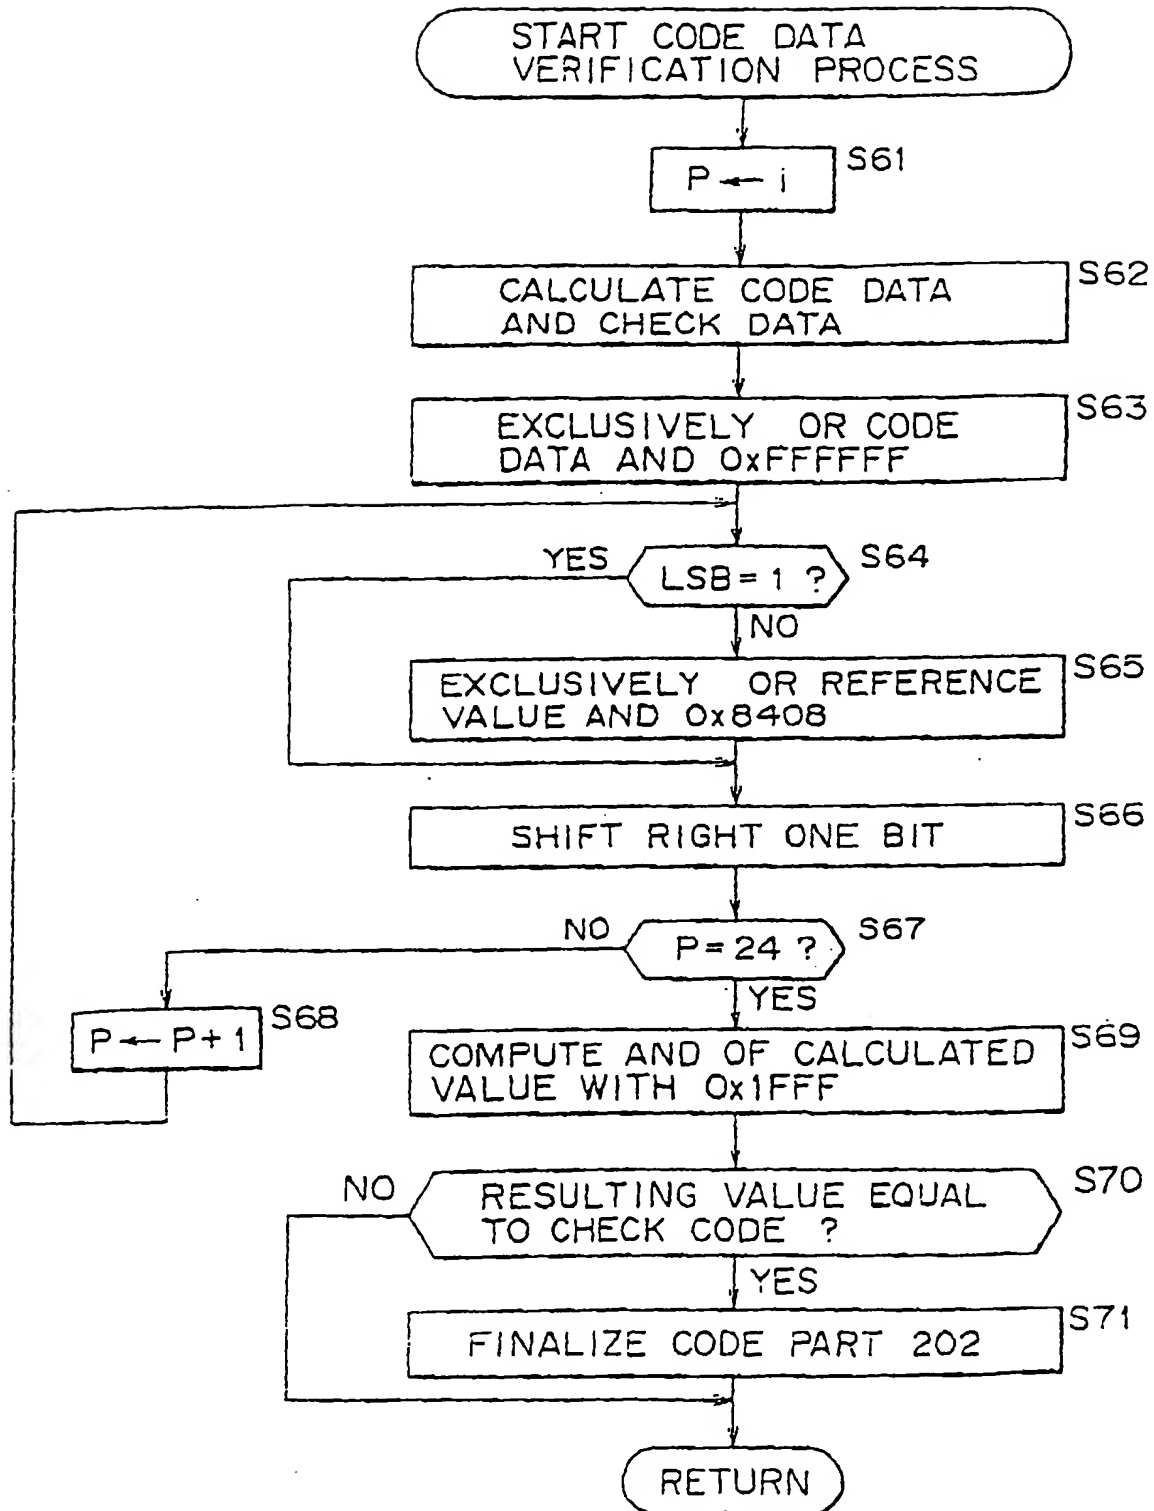 START CODE DATA
VERIFICATION PROCESS
S61
P ← i
S62
CALCULATE CODE DATA
AND CHECK DATA
S63
EXCLUSIVELY OR CODE
DATA AND 0xFFFFFF
YES
S64
LSB = 1 ?
NO
S65
EXCLUSIVELY OR REFERENCE
VALUE AND 0x8408
S66
SHIFT RIGHT ONE BIT
NO
S67
P = 24 ?
YES
S68
P ← P + 1
S69
COMPUTE AND OF CALCULATED
VALUE WITH 0x1FFF
NO
S70
RESULTING VALUE EQUAL
TO CHECK CODE ?
YES
S71
FINALIZE CODE PART 202
RETURN